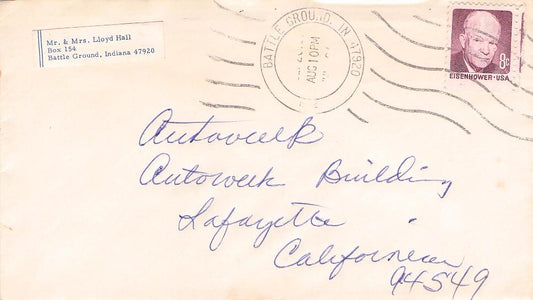 Mr. & Mrs. Lloyd Hall
Box 154
Battle Ground, Indiana 47920
BATTLE GROUND, IN 47920
AUG 10 PM
8c
EISENHOWER·USA
Autoweek
Autoweek Building
Lafayette
California
94549